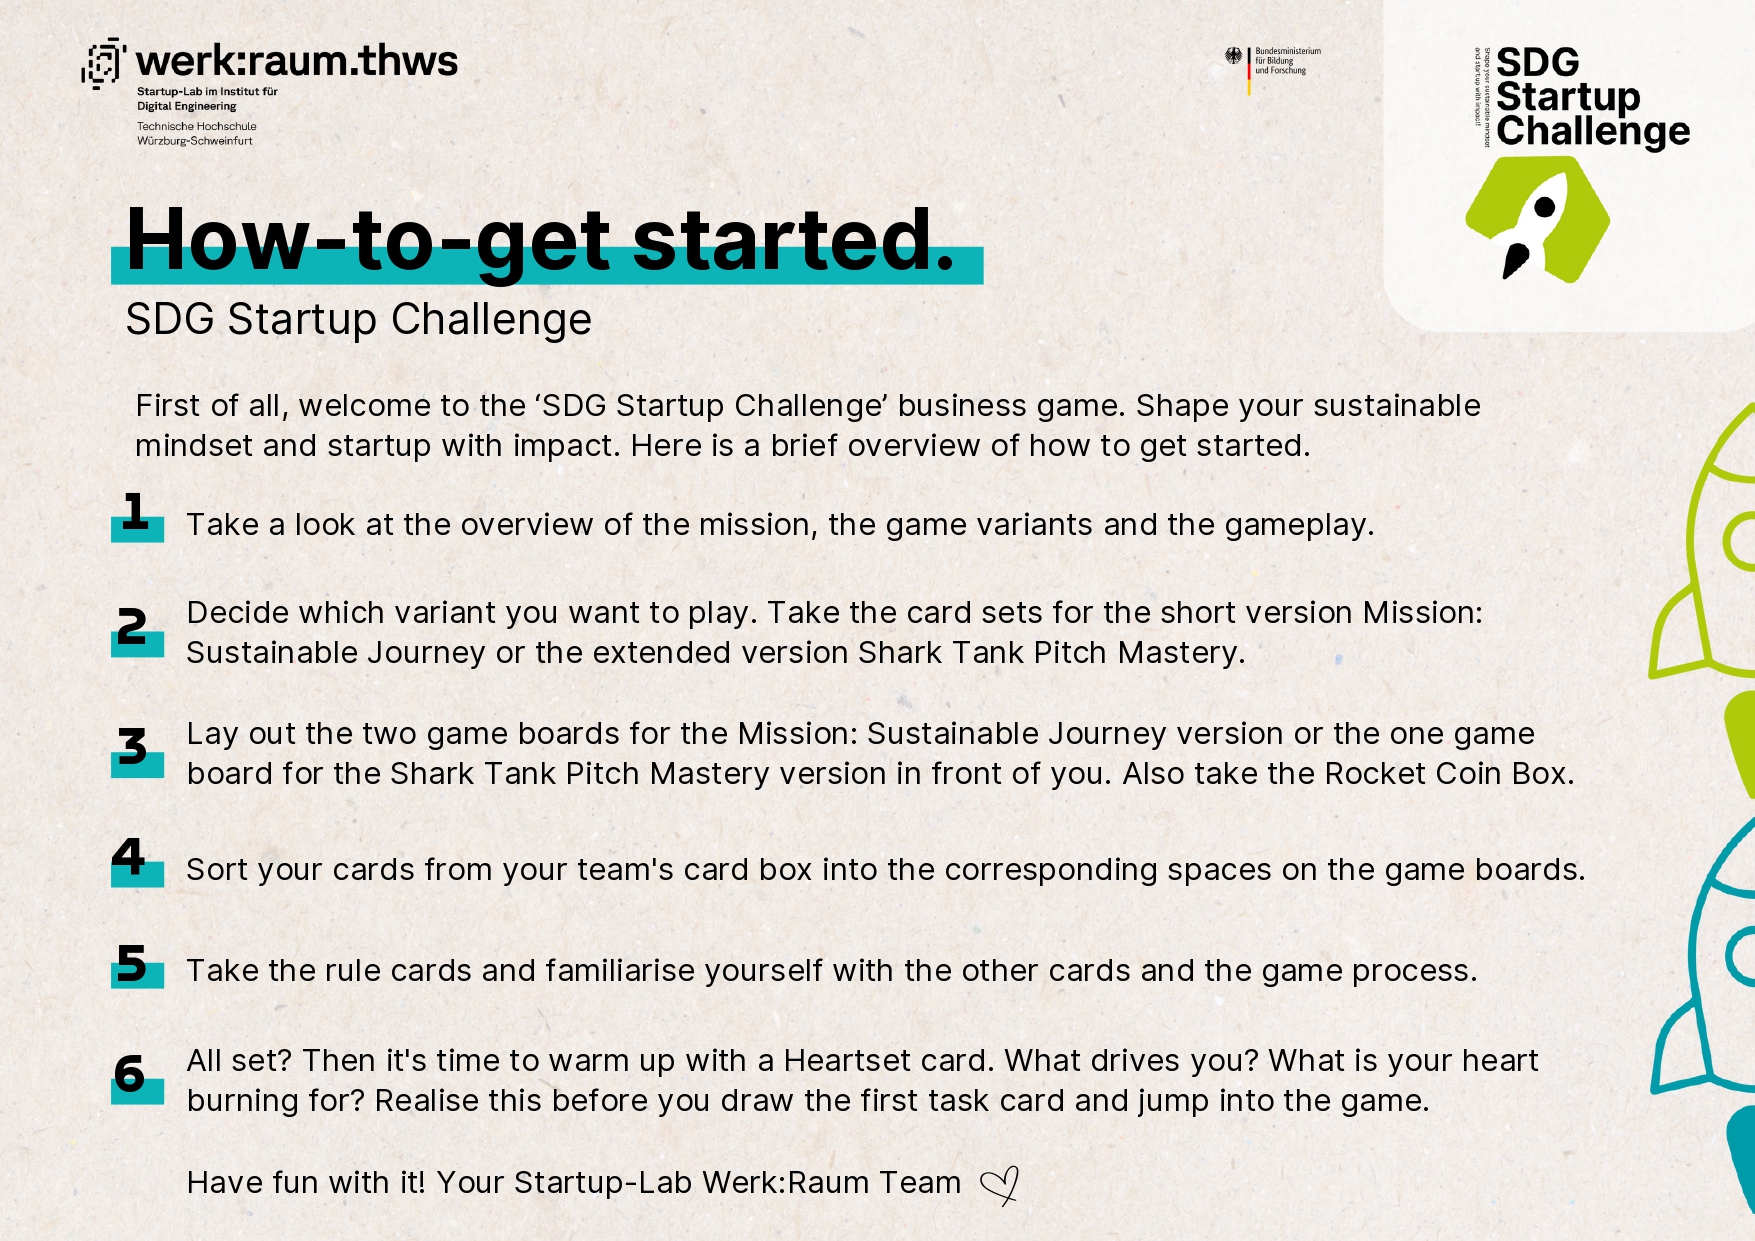 werk:raum.thws
Startup-Lab im Institut für
Digital Engineering
Technische Hochschule
Würzburg-Schweinfurt
Bundesministerium
für Bildung
und Forschung
Shape your sustainable mindset
and startup with impact!
SDG
Startup
Challenge
How-to-get started.
SDG Startup Challenge
First of all, welcome to the ‘SDG Startup Challenge’ business game. Shape your sustainable
mindset and startup with impact. Here is a brief overview of how to get started.
1 Take a look at the overview of the mission, the game variants and the gameplay.
2 Decide which variant you want to play. Take the card sets for the short version Mission:
Sustainable Journey or the extended version Shark Tank Pitch Mastery.
3 Lay out the two game boards for the Mission: Sustainable Journey version or the one game
board for the Shark Tank Pitch Mastery version in front of you. Also take the Rocket Coin Box.
4 Sort your cards from your team's card box into the corresponding spaces on the game boards.
5 Take the rule cards and familiarise yourself with the other cards and the game process.
6 All set? Then it's time to warm up with a Heartset card. What drives you? What is your heart
burning for? Realise this before you draw the first task card and jump into the game.
Have fun with it! Your Startup-Lab Werk:Raum Team